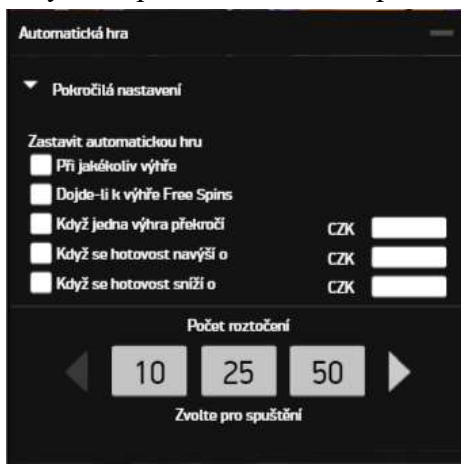 Automatická hra
Pokročilá nastavení
Zastavit automatickou hru
Při jakékoliv výhře
Dojde-li k výhře Free Spins
Když jedna výhra překročí CZK
Když se hotovost navýší o CZK
Když se hotovost sníží o CZK
Počet roztočení
10 25 50
Zvolte pro spuštění